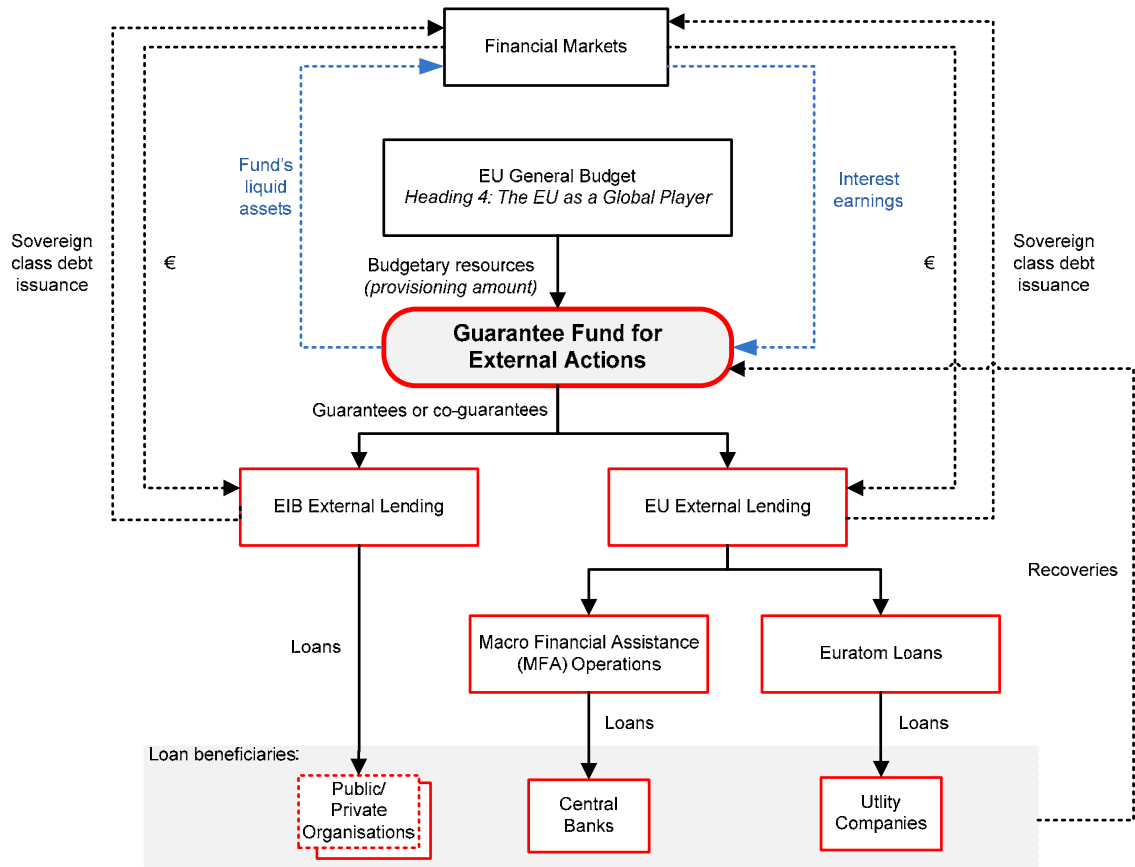 Financial Markets
Fund's
liquid
assets
EU General Budget
Heading 4: The EU as a Global Player
Interest
earnings
Sovereign
class debt
issuance
€
€
Sovereign
class debt
issuance
Budgetary resources
(provisioning amount)
Guarantee Fund for
External Actions
Guarantees or co-guarantees
EIB External Lending
EU External Lending
Recoveries
Loans
Macro Financial Assistance
(MFA) Operations
Euratom Loans
Loans
Loans
Loan beneficiaries:
Public/
Private
Organisations
Central
Banks
Utlity
Companies